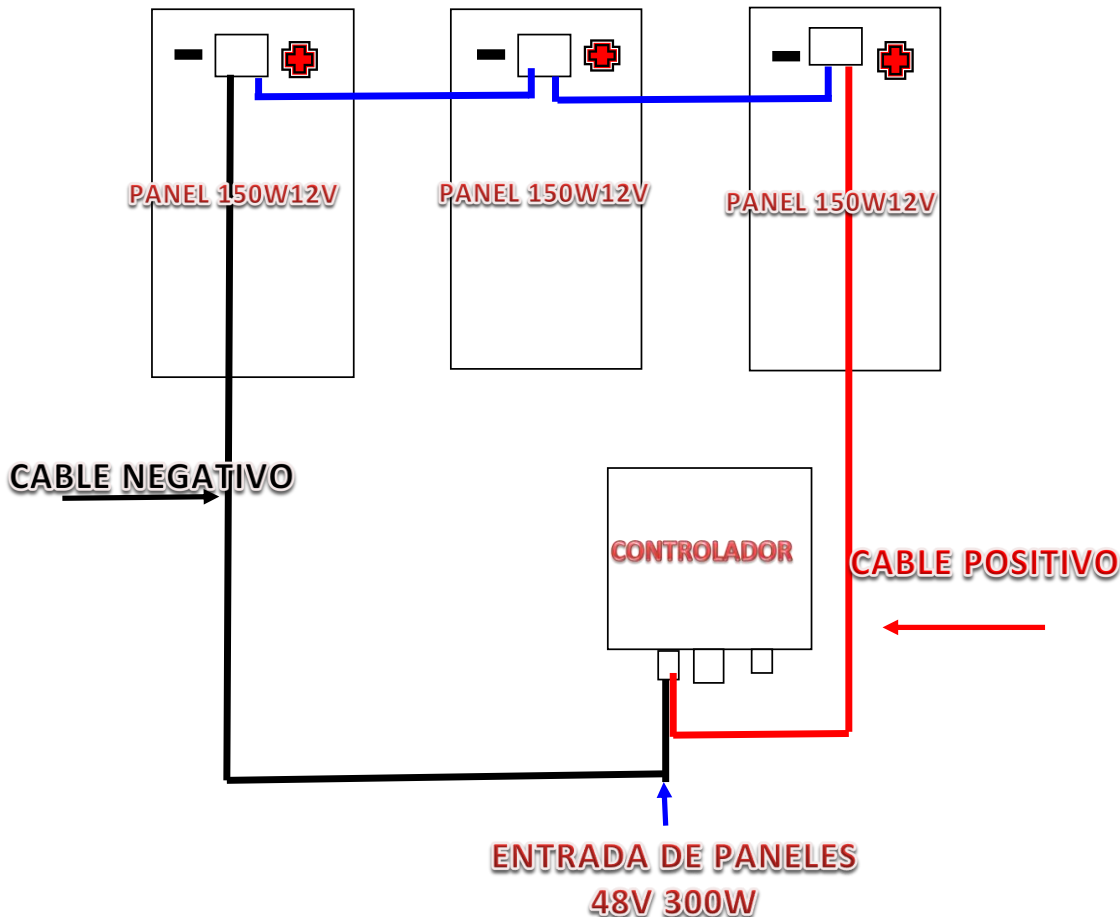 PANEL 150W12V
PANEL 150W12V
PANEL 150W12V
CABLE NEGATIVO
CONTROLADOR
CABLE POSITIVO
ENTRADA DE PANELES
48V 300W